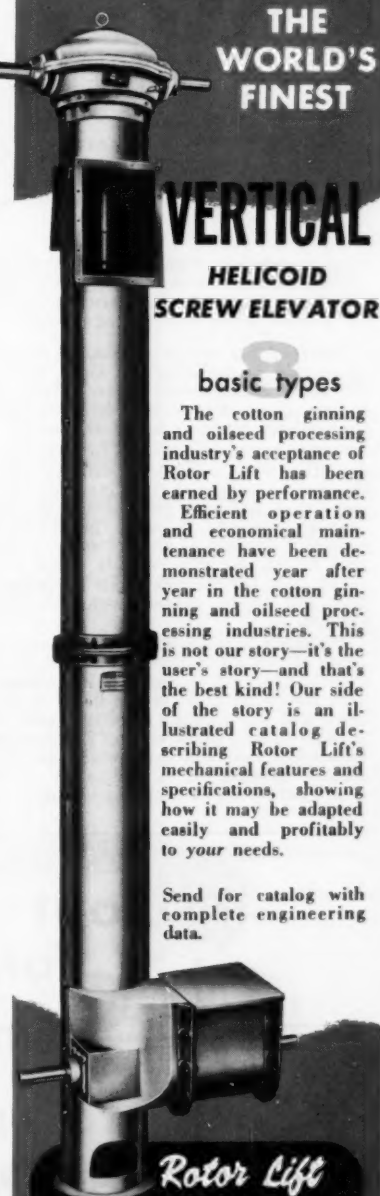 THE
WORLD'S
FINEST
VERTICAL
HELICOID
SCREW ELEVATOR
8
basic types
The cotton ginning
and oilseed processing
industry's acceptance of
Rotor Lift has been
earned by performance.
Efficient operation
and economical main-
tenance have been de-
monstrated year after
year in the cotton gin-
ning and oilseed proc-
essing industries. This
is not our story—it's the
user's story—and that's
the best kind! Our side
of the story is an il-
lustrated catalog de-
scribing Rotor Lift's
mechanical features and
specifications, showing
how it may be adapted
easily and profitably
to your needs.
Send for catalog with
complete engineering
data.
Rotor Lift